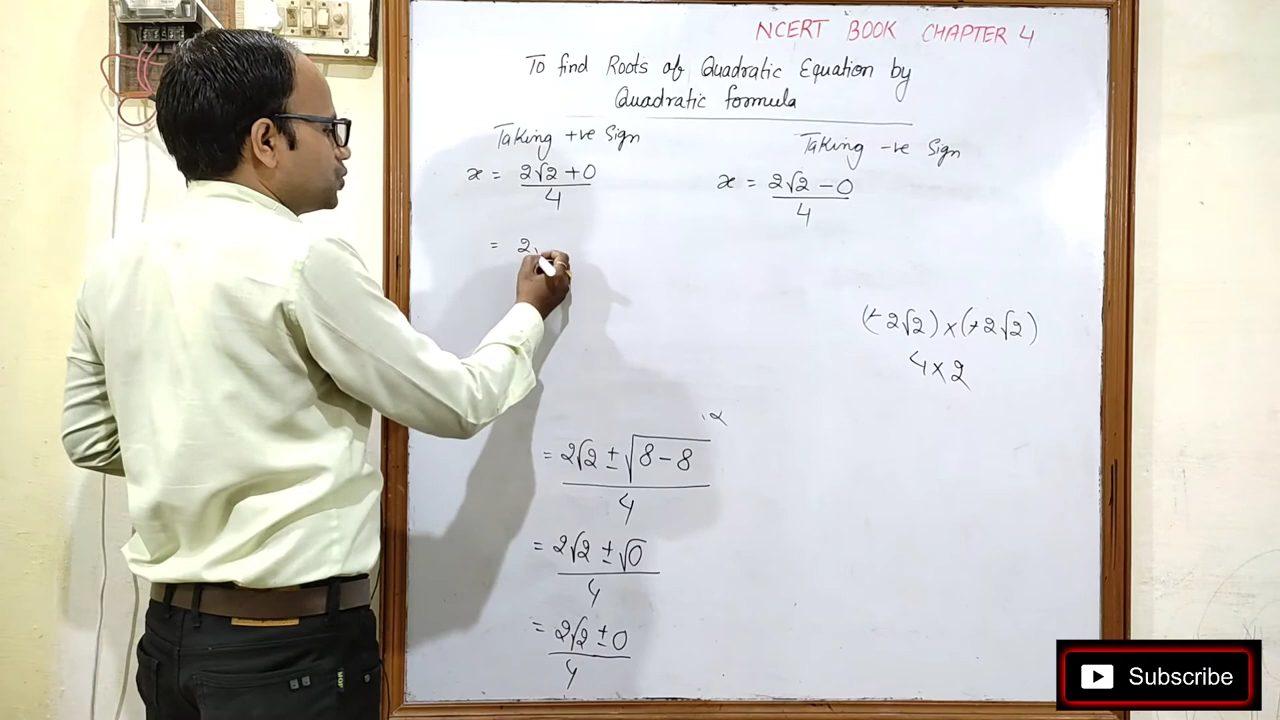 NCERT BOOK CHAPTER 4
To find Roots of Quadratic Equation by
Quadratic formula
Taking +ve Sign
x = 2√2 + 0 / 4
= 2
Taking -ve Sign
x = 2√2 - 0 / 4
(-2√2) × (-2√2)
4 × 2
= 2√2 ± √8 - 8 / 4
= 2√2 ± √0 / 4
= 2√2 ± 0 / 4
Subscribe